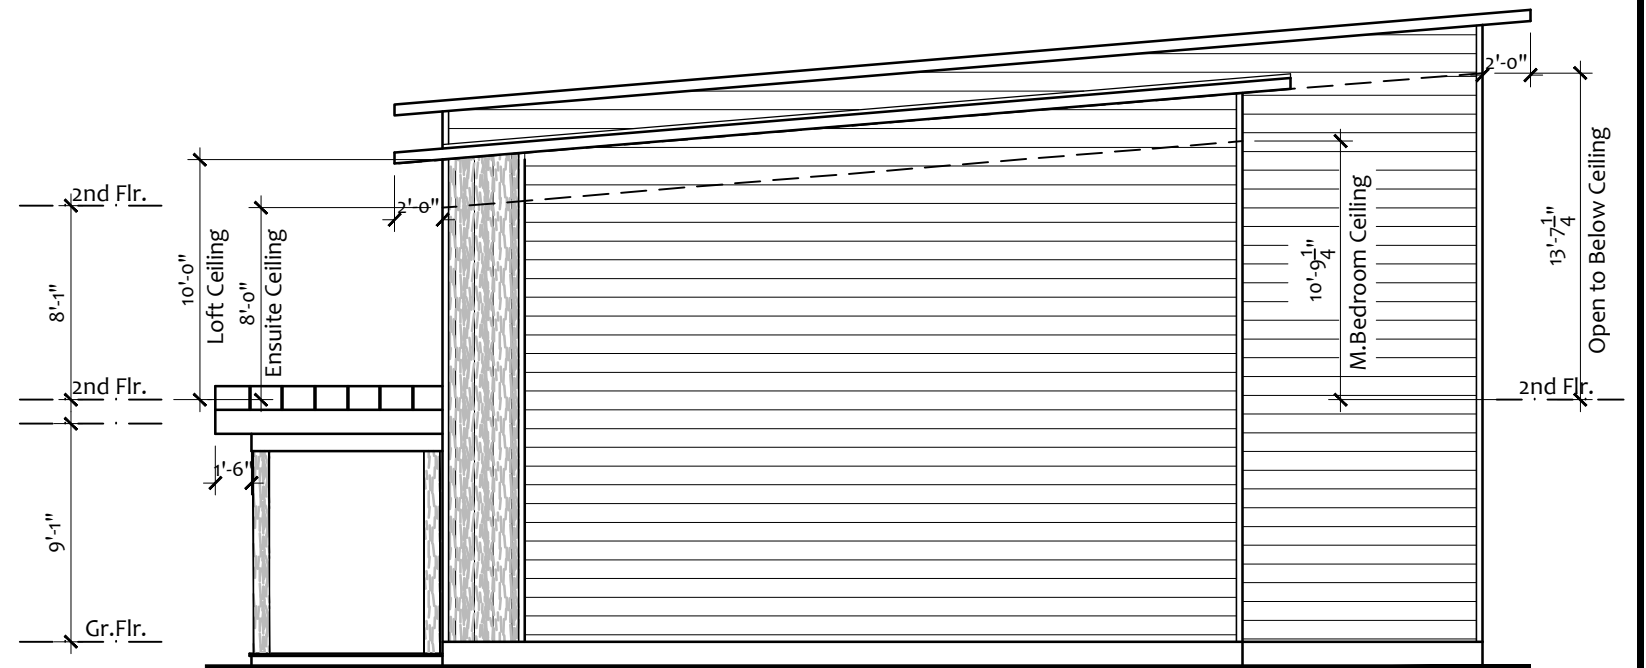 2'-0"
2nd Flr.
2'-0"
8'-1"
10'-0"
Loft Ceiling
8'-0"
Ensuite Ceiling
10'-9 1/4"
M.Bedroom Ceiling
13'-7 1/4"
Open to Below Ceiling
2nd Flr.
2nd Flr.
1'-6"
9'-1"
Gr.Flr.